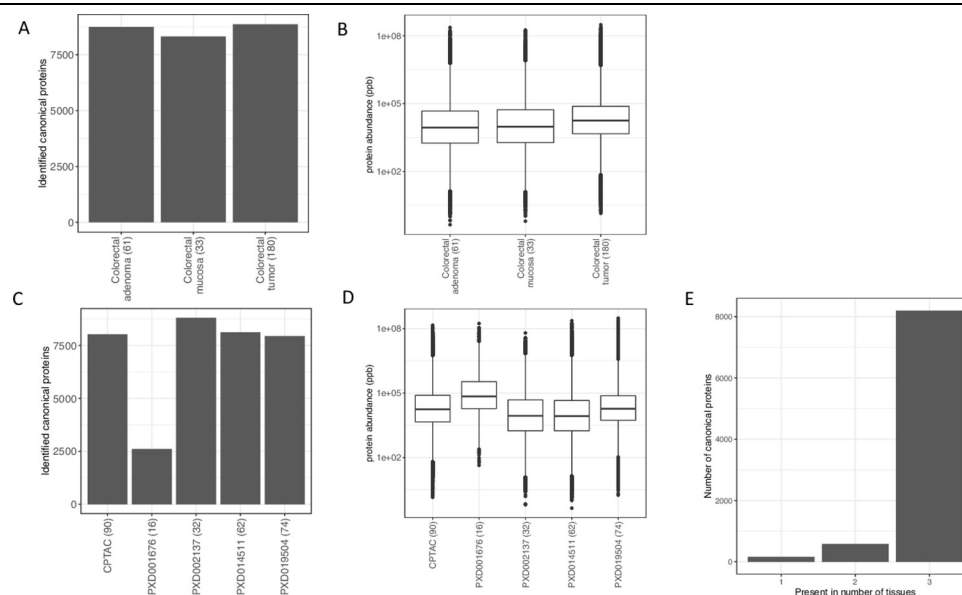 A
Identified canonical proteins
7500
5000
2500
0
Colorectal
adenoma (61)
Colorectal
mucosa (33)
Colorectal
tumor (180)
B
protein abundance (ppb)
1e+08
1e+05
1e+02
Colorectal
adenoma (61)
Colorectal
mucosa (33)
Colorectal
tumor (180)
C
Identified canonical proteins
7500
5000
2500
0
CPTAC (90)
PXD001676 (16)
PXD002137 (32)
PXD014511 (62)
PXD019504 (74)
D
protein abundance (ppb)
1e+08
1e+05
1e+02
CPTAC (90)
PXD001676 (16)
PXD002137 (32)
PXD014511 (62)
PXD019504 (74)
E
Number of canonical proteins
8000
6000
4000
2000
0
1
2
3
Present in number of tissues